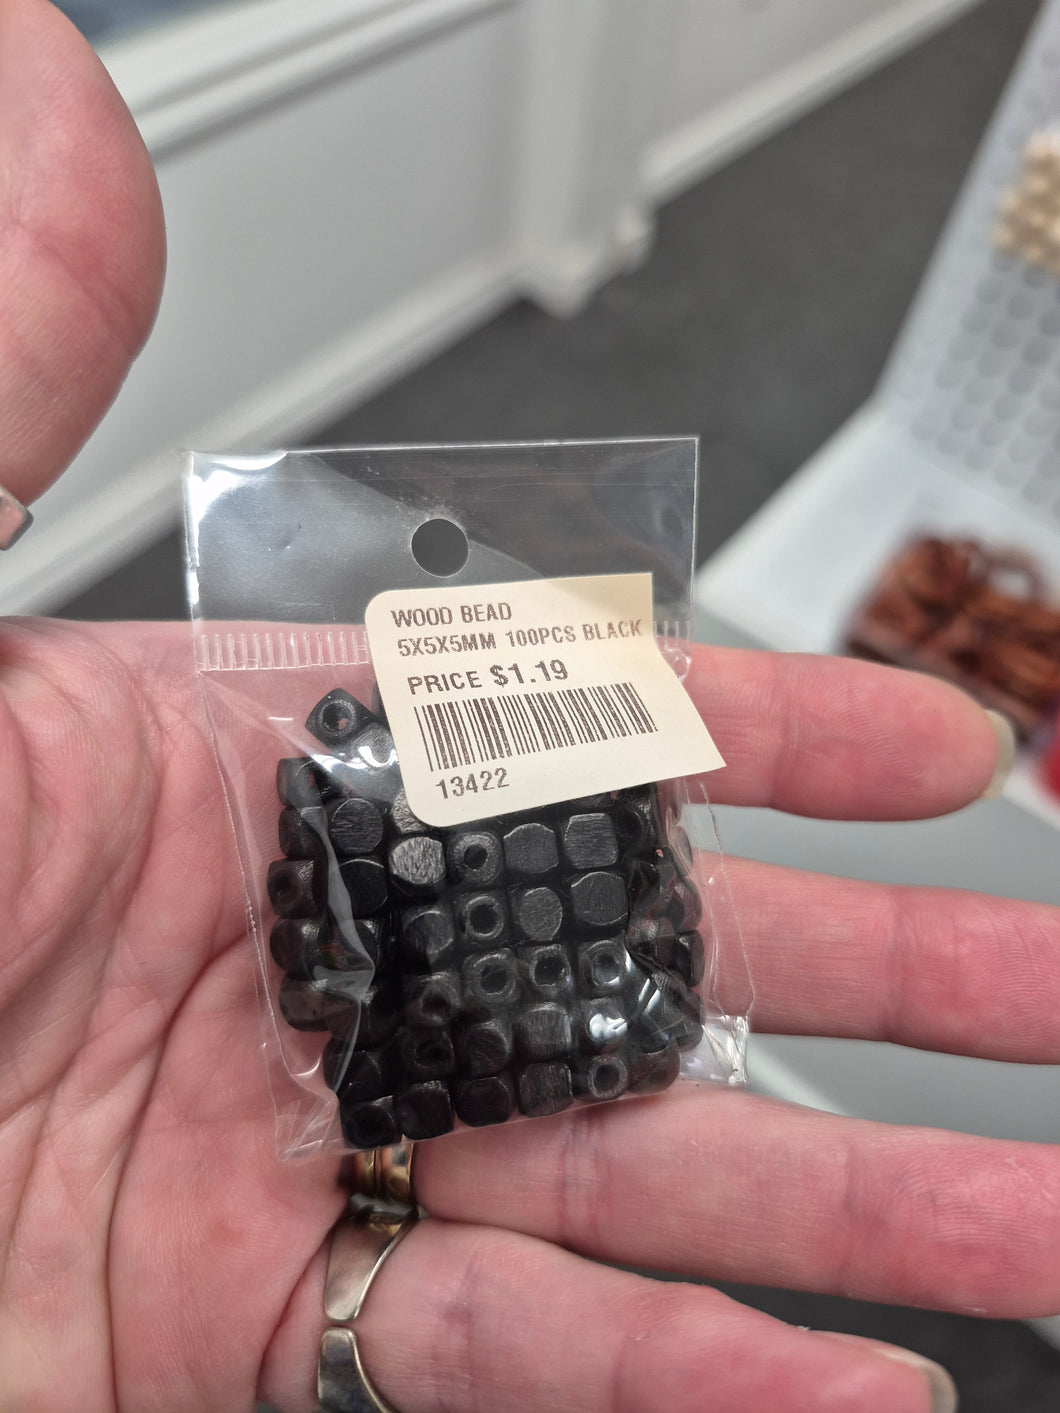 WOOD BEAD
5X5X5MM 100PCS BLACK
PRICE $1.19
13422